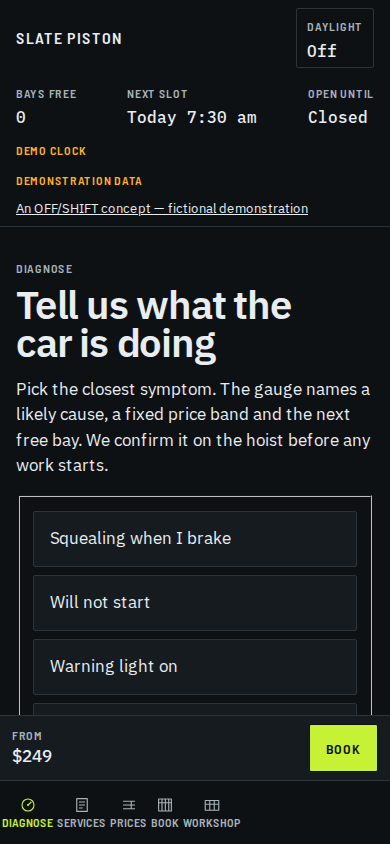 SLATE PISTON
DAYLIGHT
Off
BAYS FREE NEXT SLOT OPEN UNTIL
0 Today 7:30 am Closed
DEMO CLOCK
DEMONSTRATION DATA
An OFF/SHIFT concept — fictional demonstration
DIAGNOSE
Tell us what the
car is doing
Pick the closest symptom. The gauge names a
likely cause, a fixed price band and the next
free bay. We confirm it on the hoist before any
work starts.
Squealing when I brake
Will not start
Warning light on
FROM
$249
BOOK
DIAGNOSE SERVICES PRICES BOOK WORKSHOP